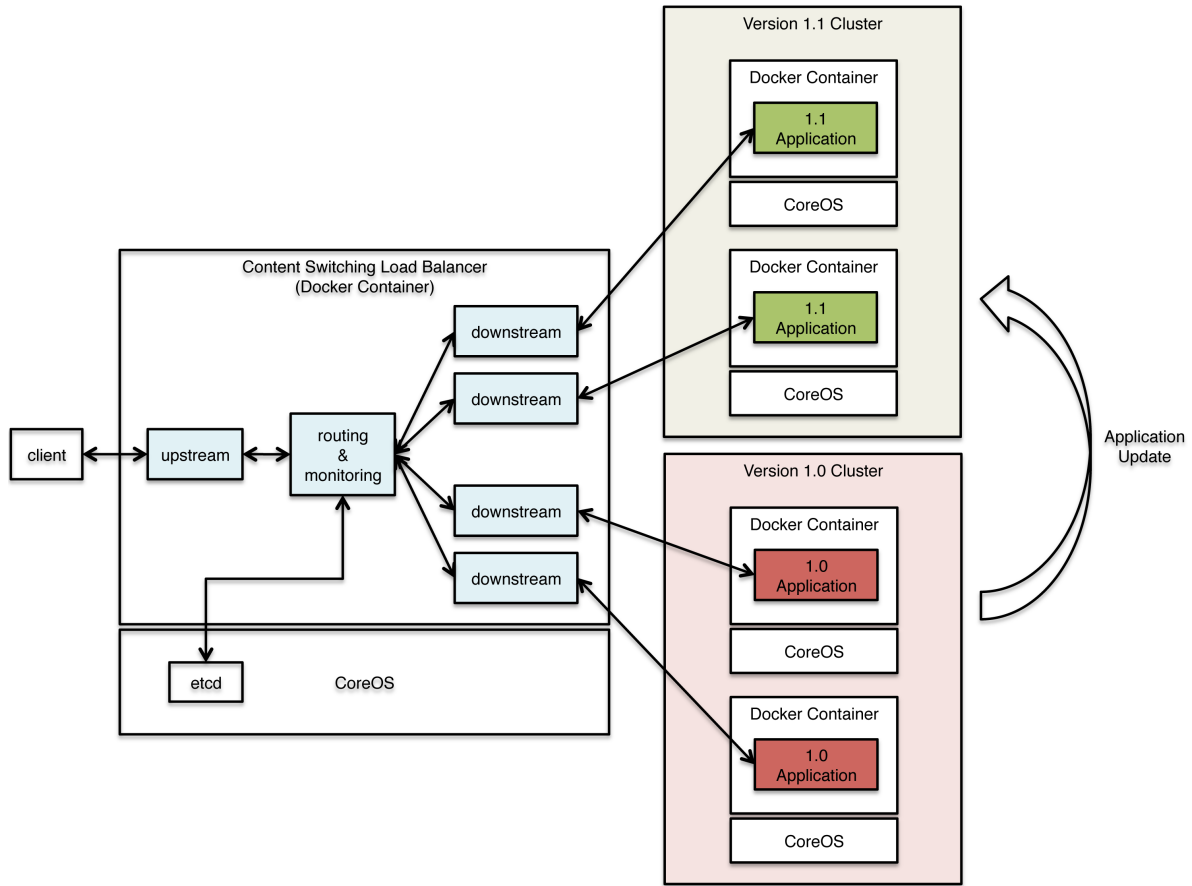 Version 1.1 Cluster
Docker Container
1.1
Application
CoreOS
Docker Container
1.1
Application
CoreOS
Content Switching Load Balancer
(Docker Container)
downstream
downstream
client
upstream
routing
&
monitoring
downstream
downstream
etcd
CoreOS
Version 1.0 Cluster
Docker Container
1.0
Application
CoreOS
Docker Container
1.0
Application
CoreOS
Application
Update